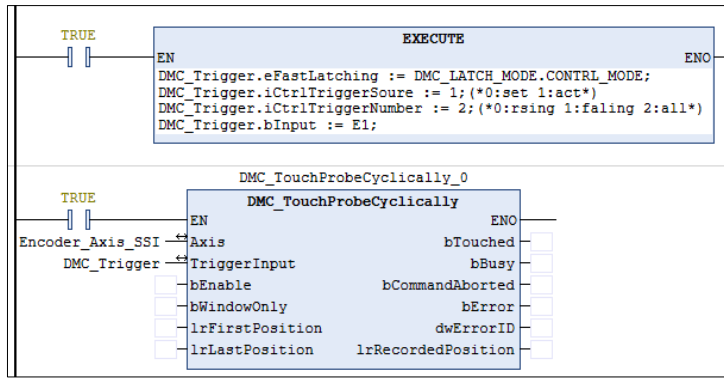 TRUE
EXECUTE
EN ENO
DMC_Trigger.eFastLatching := DMC_LATCH_MODE.CONTRL_MODE;
DMC_Trigger.iCtrlTriggerSoure := 1;(*0:set 1:act*)
DMC_Trigger.iCtrlTriggerNumber := 2;(*0:rsing 1:faling 2:all*)
DMC_Trigger.bInput := E1;
DMC_TouchProbeCyclically_0
TRUE
DMC_TouchProbeCyclically
EN ENO
Encoder_Axis_SSI Axis bTouched
DMC_Trigger TriggerInput bBusy
bEnable bCommandAborted
bWindowOnly bError
lrFirstPosition dwErrorID
lrLastPosition lrRecordedPosition